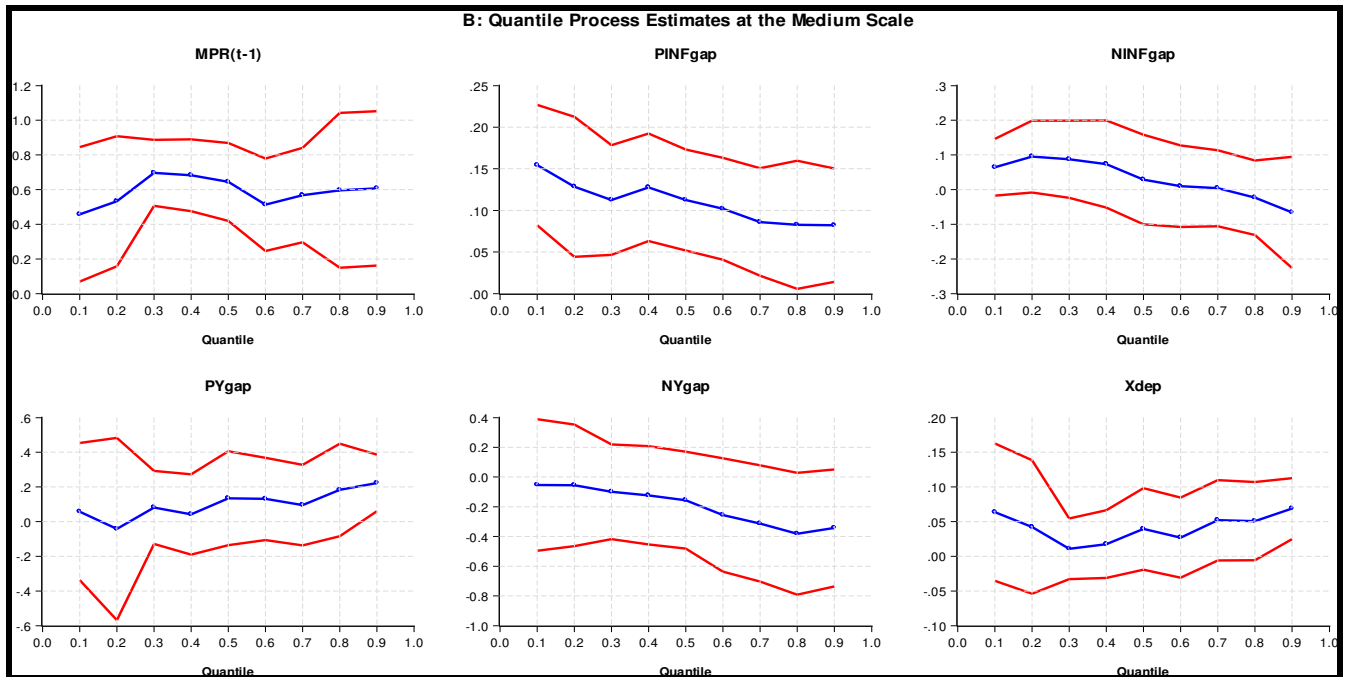 B: Quantile Process Estimates at the Medium Scale
MPR(t-1)
1.2
1.0
0.8
0.6
0.4
0.2
0.0
0.0 0.1 0.2 0.3 0.4 0.5 0.6 0.7 0.8 0.9 1.0
Quantile
PINFgap
.25
.20
.15
.10
.05
.00
0.0 0.1 0.2 0.3 0.4 0.5 0.6 0.7 0.8 0.9 1.0
Quantile
NINFgap
.3
.2
.1
.0
-.1
-.2
-.3
0.0 0.1 0.2 0.3 0.4 0.5 0.6 0.7 0.8 0.9 1.0
Quantile
PYgap
.6
.4
.2
.0
-.2
-.4
-.6
0.0 0.1 0.2 0.3 0.4 0.5 0.6 0.7 0.8 0.9 1.0
Quantile
NYgap
0.4
0.2
0.0
-0.2
-0.4
-0.6
-0.8
-1.0
0.0 0.1 0.2 0.3 0.4 0.5 0.6 0.7 0.8 0.9 1.0
Quantile
Xdep
.20
.15
.10
.05
.00
-.05
-.10
0.0 0.1 0.2 0.3 0.4 0.5 0.6 0.7 0.8 0.9 1.0
Quantile